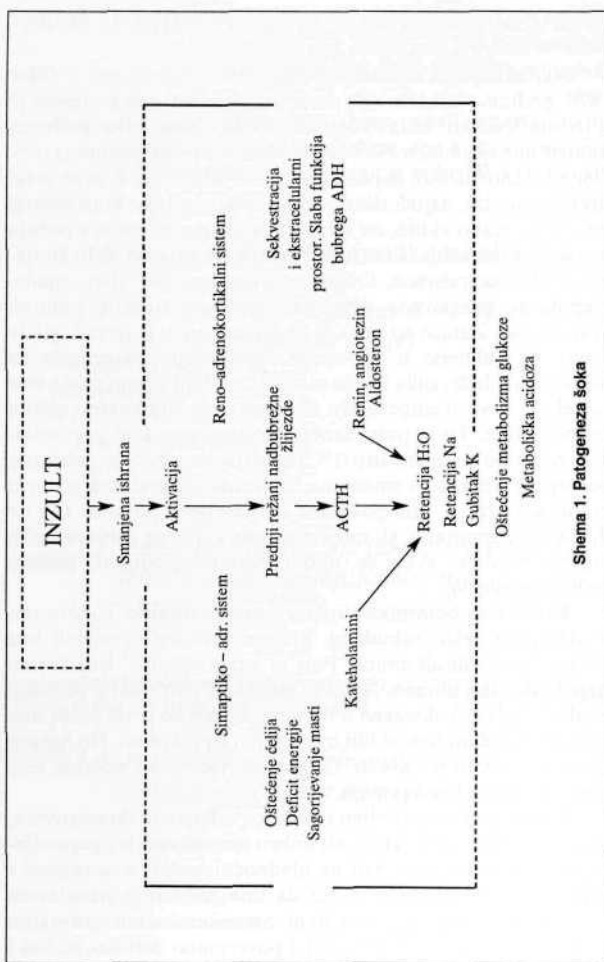 INZULT
Smanjena ishrana
Aktivacija
Simaptiko – adr. sistem
Reno–adrenokortikalni sistem
Oštećenje ćelija
Deficit energije
Sagorijevanje masti
Prednji režanj nadbubrežne
žlijezde
Sekvestracija
i ekstracelularni
prostor. Slaba funkcija
bubrega ADH
ACTH
Katenolamini
Renin angiotezin
Aldosteron
Retencija H₂O
Retencija Na
Gubitak K
Oštećenje metabolizma glukoze
Metabolička acidoza
Shema 1. Patogeneza šoka